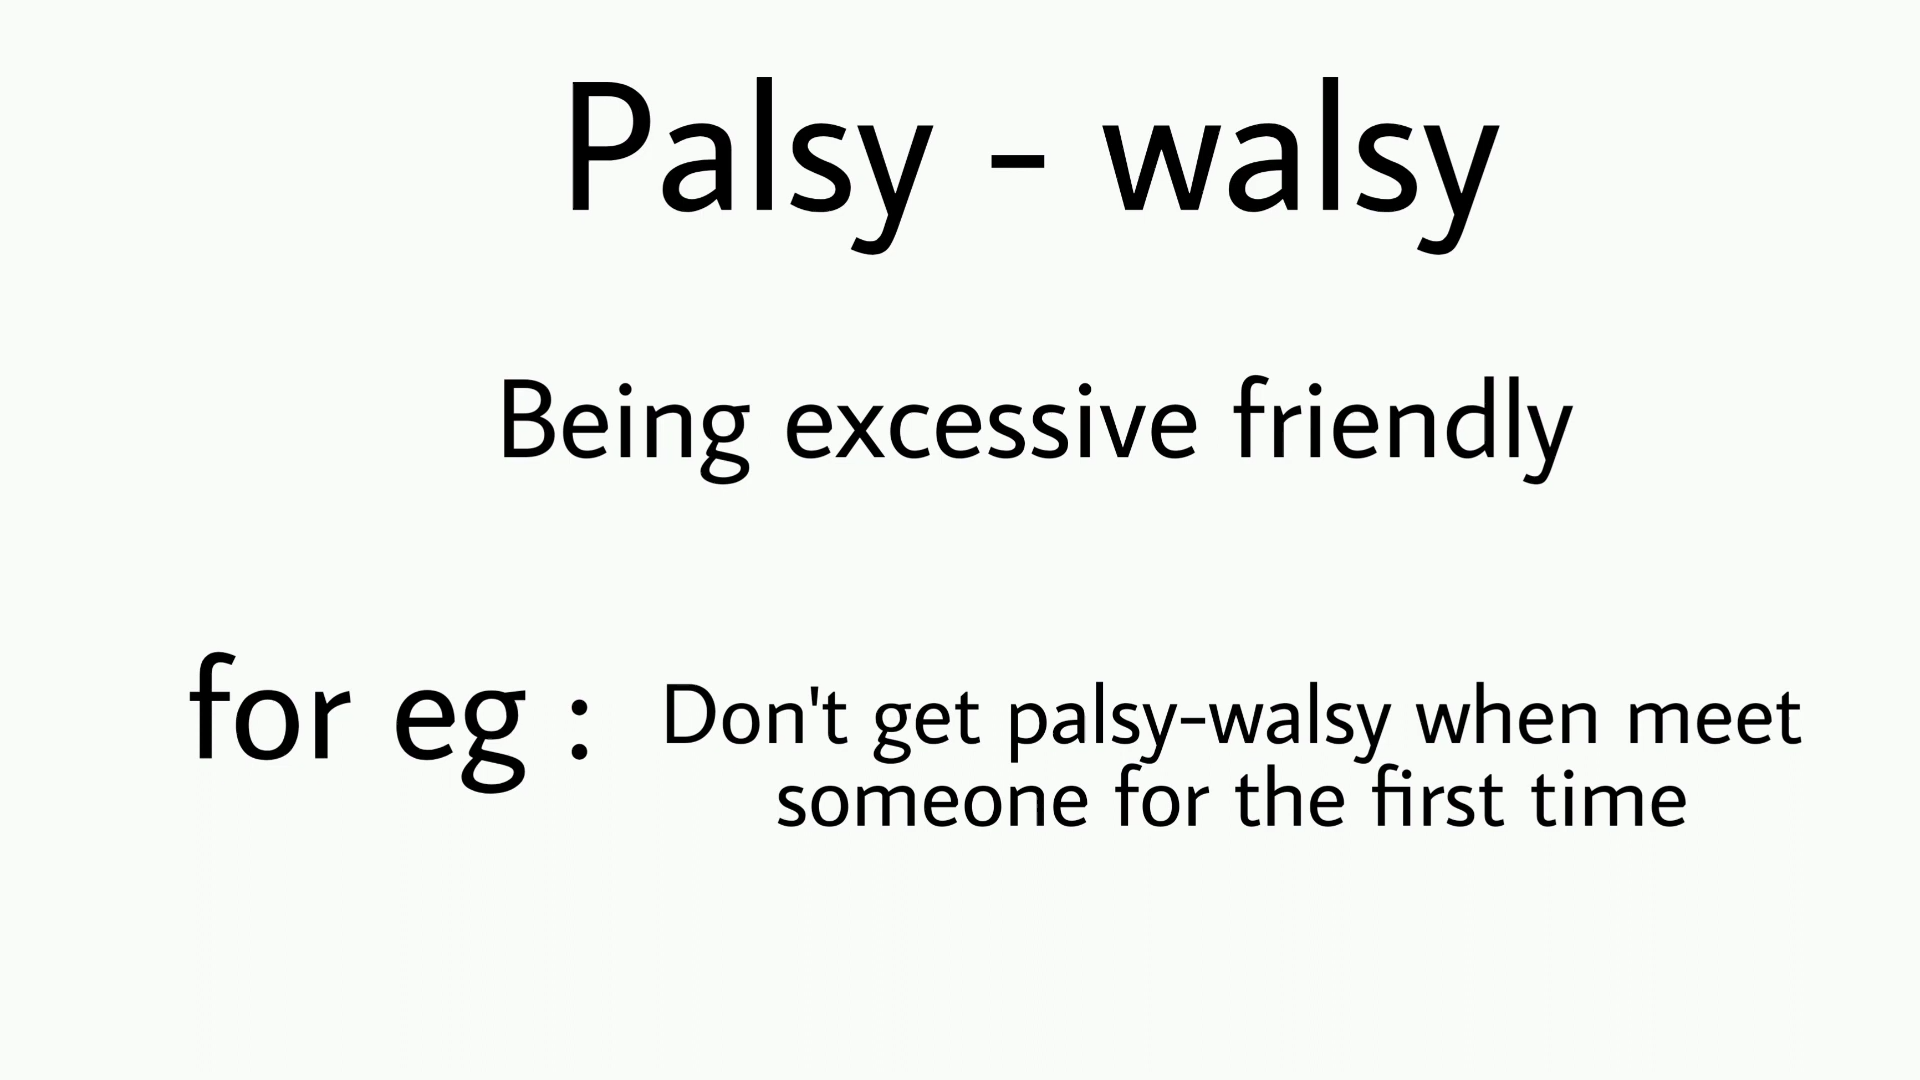 Palsy - walsy
Being excessive friendly
for eg : Don't get palsy-walsy when meet
someone for the first time